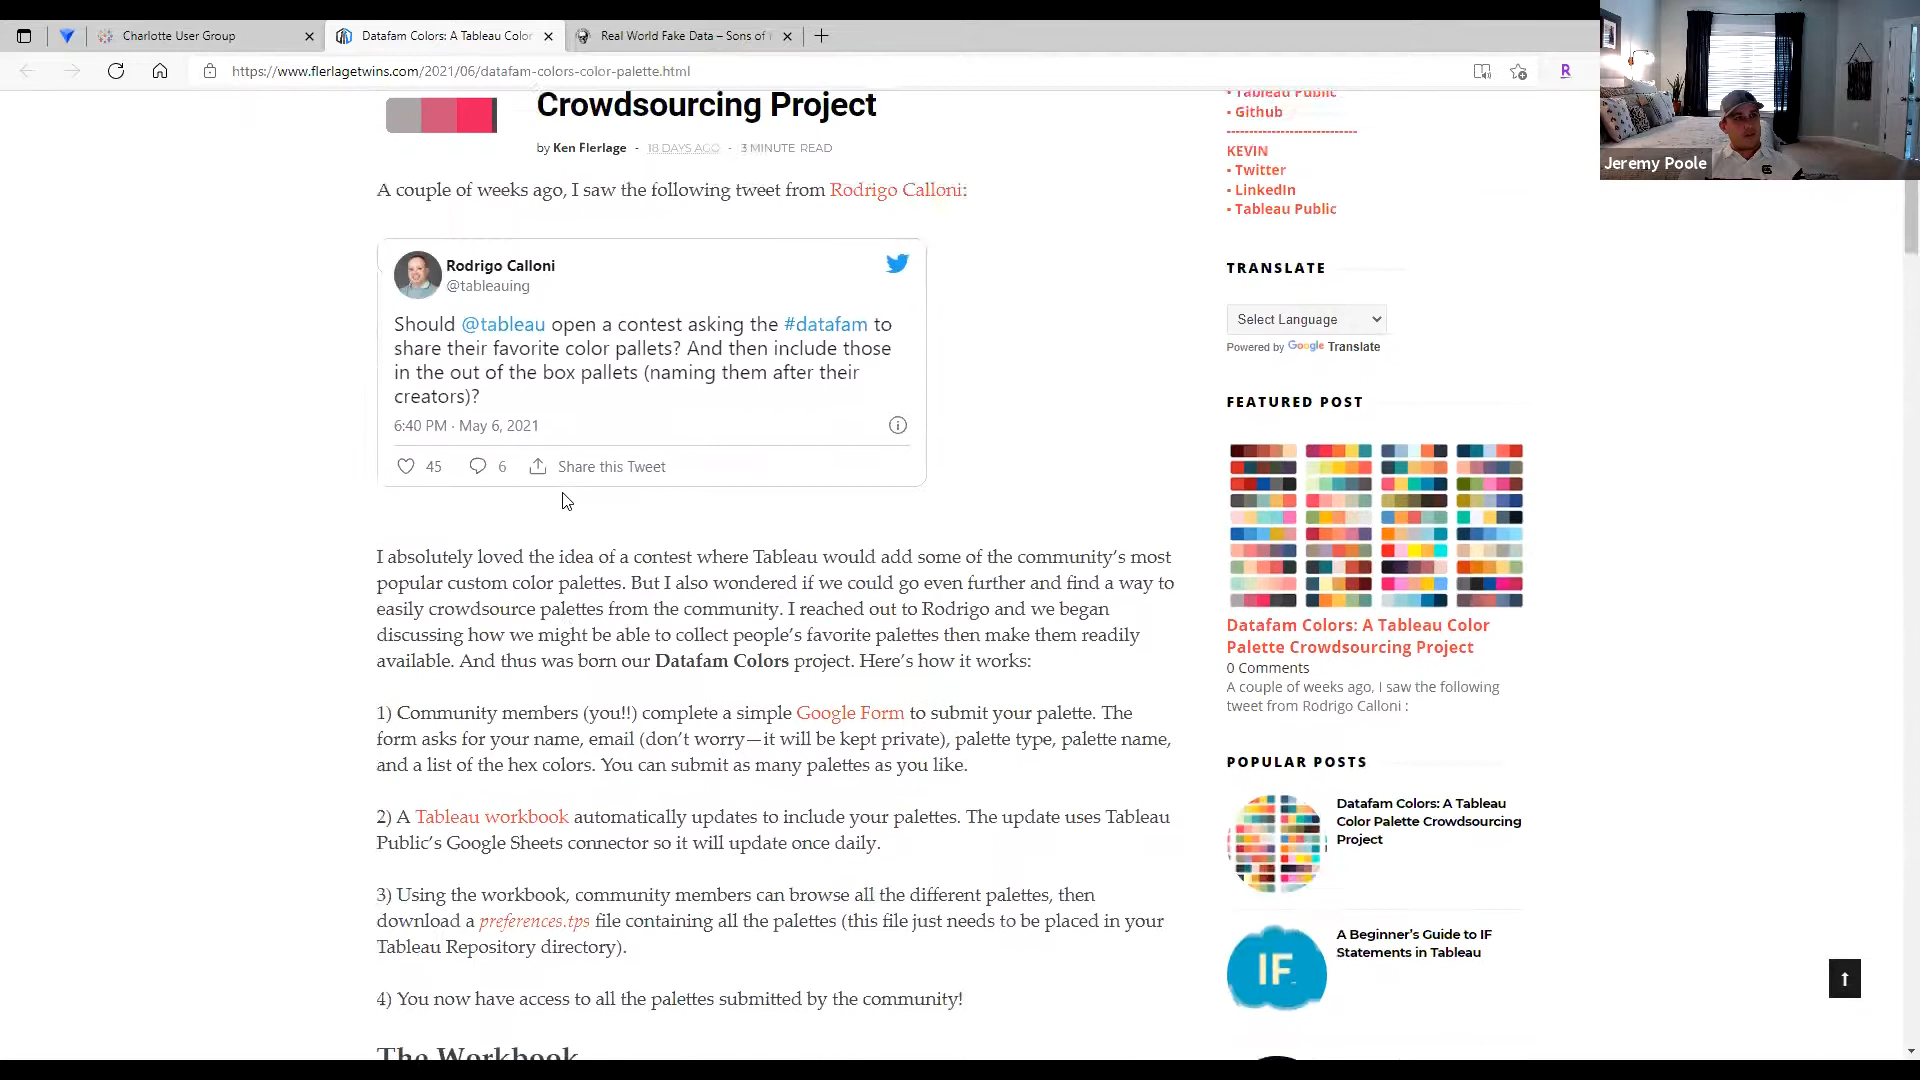 Charlotte User Group
Datafam Colors: A Tableau Color
Real World Fake Data – Sons of
https://www.flerlagetwins.com/2021/06/datafam-colors-color-palette.html
R
Jeremy Poole
Crowdsourcing Project
by Ken Flerlage - 18 DAYS AGO - 3 MINUTE READ
A couple of weeks ago, I saw the following tweet from Rodrigo Calloni:
Rodrigo Calloni
@tableauing
Should @tableau open a contest asking the #datafam to
share their favorite color pallets? And then include those
in the out of the box pallets (naming them after their
creators)?
6:40 PM · May 6, 2021
45 6 Share this Tweet
I absolutely loved the idea of a contest where Tableau would add some of the community's most
popular custom color palettes. But I also wondered if we could go even further and find a way to
easily crowdsource palettes from the community. I reached out to Rodrigo and we began
discussing how we might be able to collect people's favorite palettes then make them readily
available. And thus was born our Datafam Colors project. Here's how it works:
1) Community members (you!!) complete a simple Google Form to submit your palette. The
form asks for your name, email (don't worry—it will be kept private), palette type, palette name,
and a list of the hex colors. You can submit as many palettes as you like.
2) A Tableau workbook automatically updates to include your palettes. The update uses Tableau
Public's Google Sheets connector so it will update once daily.
3) Using the workbook, community members can browse all the different palettes, then
download a preferences.tps file containing all the palettes (this file just needs to be placed in your
Tableau Repository directory).
4) You now have access to all the palettes submitted by the community!
The Workbook
▪ Tableau Public
▪ Github
----------------------------
KEVIN
▪ Twitter
▪ LinkedIn
▪ Tableau Public
TRANSLATE
Select Language
Powered by Google Translate
FEATURED POST
Datafam Colors: A Tableau Color
Palette Crowdsourcing Project
0 Comments
A couple of weeks ago, I saw the following
tweet from Rodrigo Calloni :
POPULAR POSTS
Datafam Colors: A Tableau
Color Palette Crowdsourcing
Project
IF
A Beginner's Guide to IF
Statements in Tableau